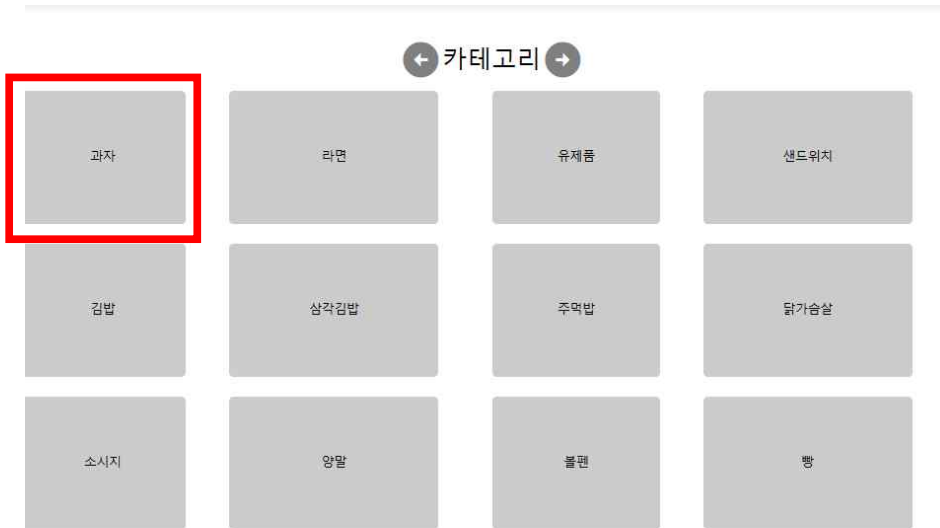 카테고리
과자 라면 유제품 샌드위치
김밥 삼각김밥 주먹밥 닭가슴살
소시지 양말 볼펜 빵